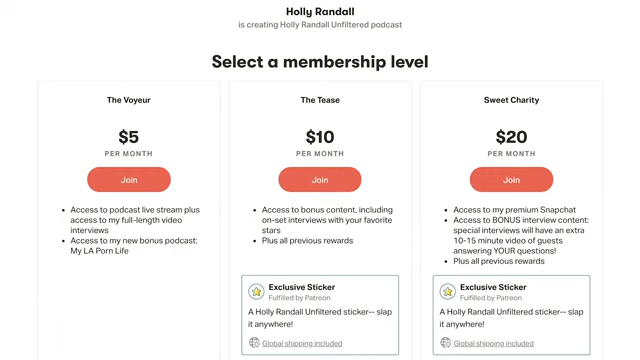 Holly Randall
is creating Holly Randall Unfiltered podcast
Select a membership level
The Voyeur
$5
PER MONTH
Join
• Access to podcast live stream plus
access to my full-length video
interviews
• Access to my new bonus podcast:
My LA Porn Life
The Tease
$10
PER MONTH
Join
• Access to bonus content, including
on-set interviews with your favorite
stars
• Plus all previous rewards
Exclusive Sticker
Fulfilled by Patreon
A Holly Randall Unfiltered sticker-- slap
it anywhere!
Global shipping included
Sweet Charity
$20
PER MONTH
Join
• Access to my premium Snapchat
• Access to BONUS interview content:
special interviews will have an extra
10-15 minute video of guests
answering YOUR questions!
• Plus all previous rewards
Exclusive Sticker
Fulfilled by Patreon
A Holly Randall Unfiltered sticker-- slap
it anywhere!
Global shipping included